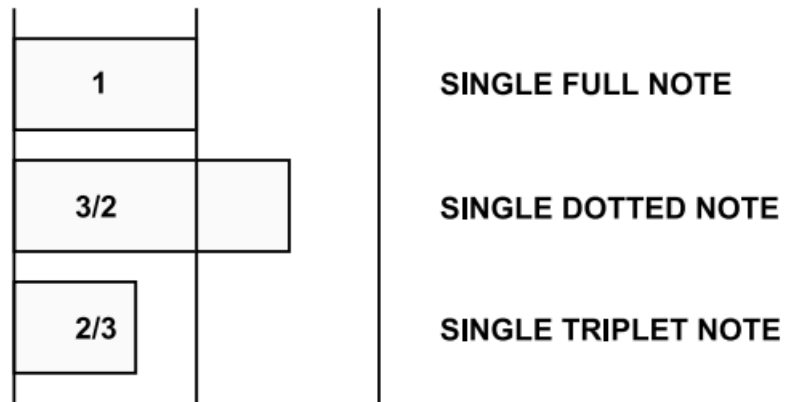 1 SINGLE FULL NOTE
3/2 SINGLE DOTTED NOTE
2/3 SINGLE TRIPLET NOTE